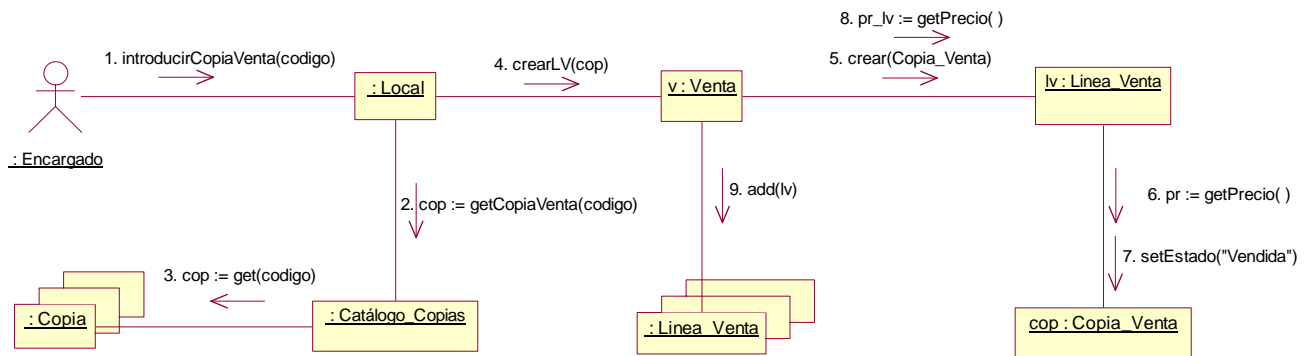 8. pr_lv := getPrecio( )
1. introducirCopiaVenta(codigo)
4. crearLV(cop)
5. crear(Copia_Venta)
: Local
v : Venta
lv : Linea_Venta
: Encargado
2. cop := getCopiaVenta(codigo)
9. add(lv)
6. pr := getPrecio( )
7. setEstado("Vendida")
3. cop := get(codigo)
: Copia
: Catálogo_Copias
: Linea_Venta
cop : Copia_Venta